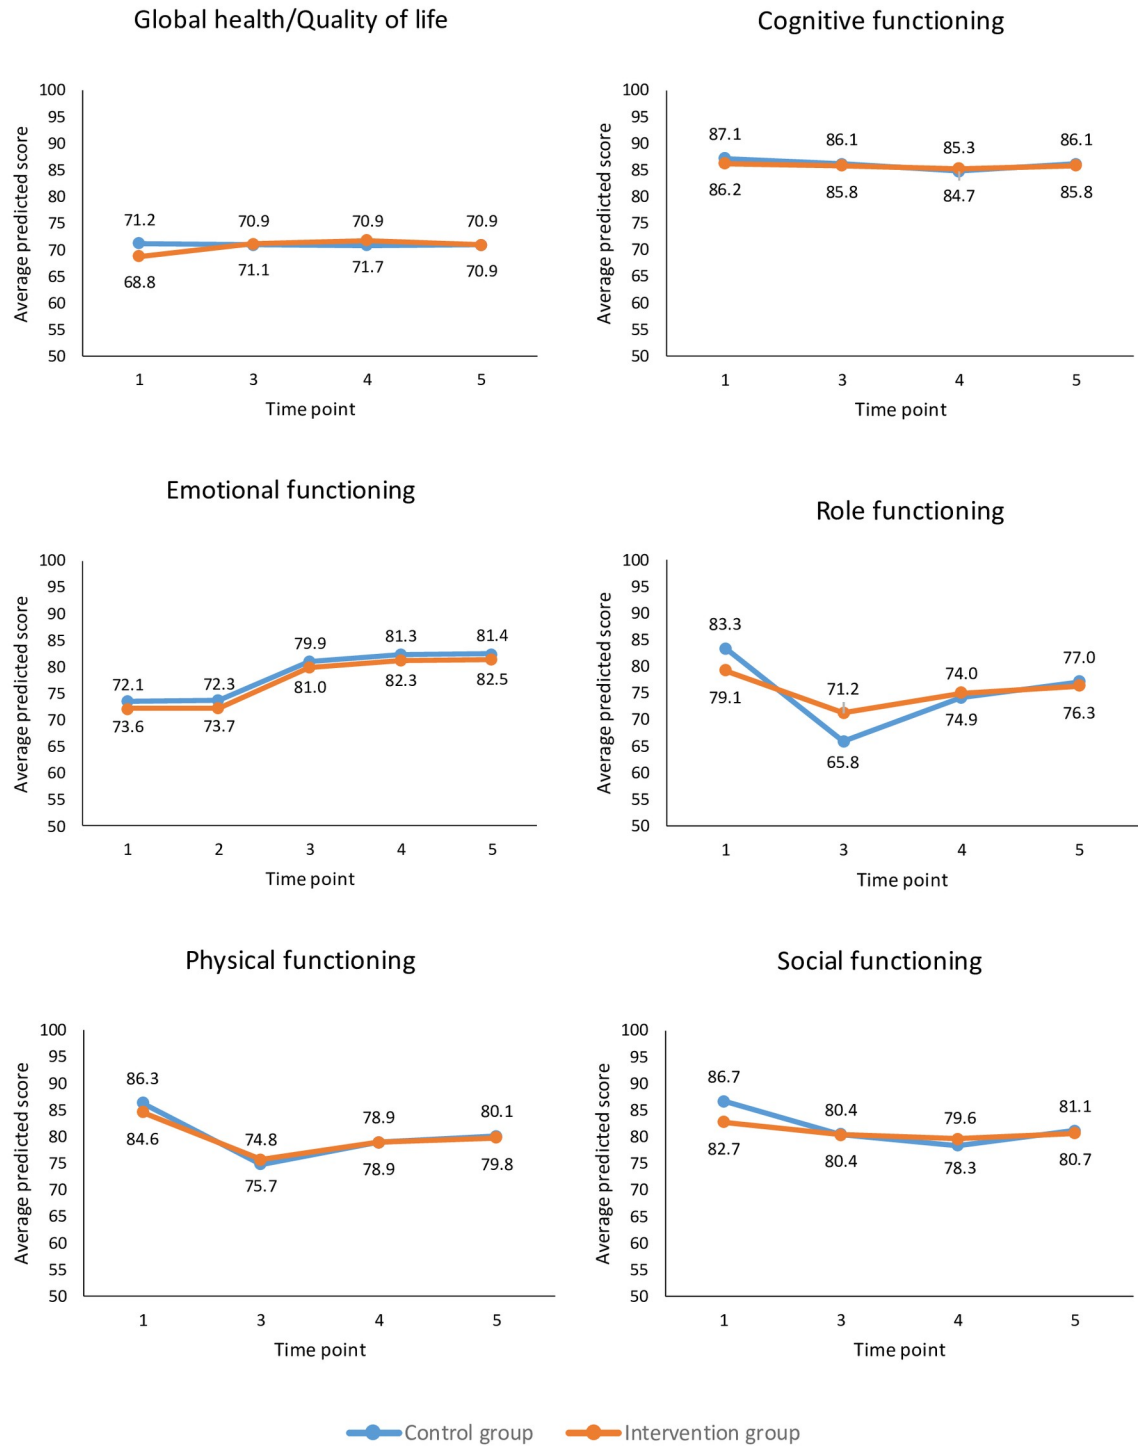 Global health/Quality of life
Average predicted score
100
95
90
85
80
75
70
65
60
55
50
71.2 70.9 70.9 70.9
68.8 71.1 71.7 70.9
1 3 4 5
Time point
Cognitive functioning
Average predicted score
100
95
90
85
80
75
70
65
60
55
50
87.1 86.1 85.3 86.1
86.2 85.8 84.7 85.8
1 3 4 5
Time point
Emotional functioning
Average predicted score
100
95
90
85
80
75
70
65
60
55
50
72.1 72.3 79.9 81.3 81.4
73.6 73.7 81.0 82.3 82.5
1 2 3 4 5
Time point
Role functioning
Average predicted score
100
95
90
85
80
75
70
65
60
55
50
83.3 71.2 74.0 77.0
79.1 65.8 74.9 76.3
1 3 4 5
Time point
Physical functioning
Average predicted score
100
95
90
85
80
75
70
65
60
55
50
86.3 74.8 78.9 80.1
84.6 75.7 78.9 79.8
1 3 4 5
Time point
Social functioning
Average predicted score
100
95
90
85
80
75
70
65
60
55
50
86.7 80.4 79.6 81.1
82.7 80.4 78.3 80.7
1 3 4 5
Time point
Control group Intervention group